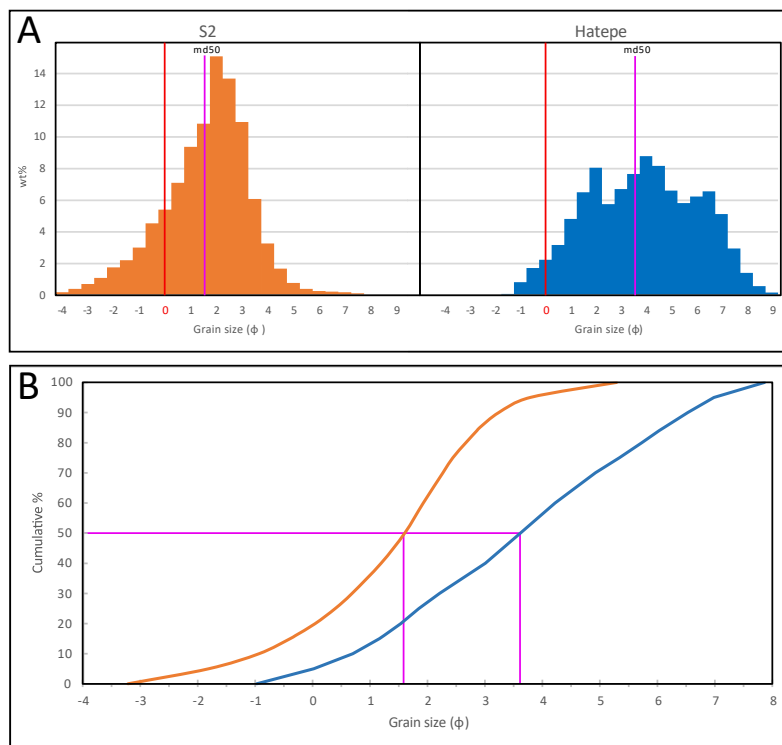 A
S2
Hatepe
md50
md50
14
12
10
8
6
4
2
0
wt%
-4 -3 -2 -1 0 1 2 3 4 5 6 7 8 9
-4 -3 -2 -1 0 1 2 3 4 5 6 7 8 9
Grain size (ϕ )
Grain size (ϕ)
B
100
90
80
70
60
50
40
30
20
10
0
Cumulative %
-4 -3 -2 -1 0 1 2 3 4 5 6 7 8
Grain size (ϕ)